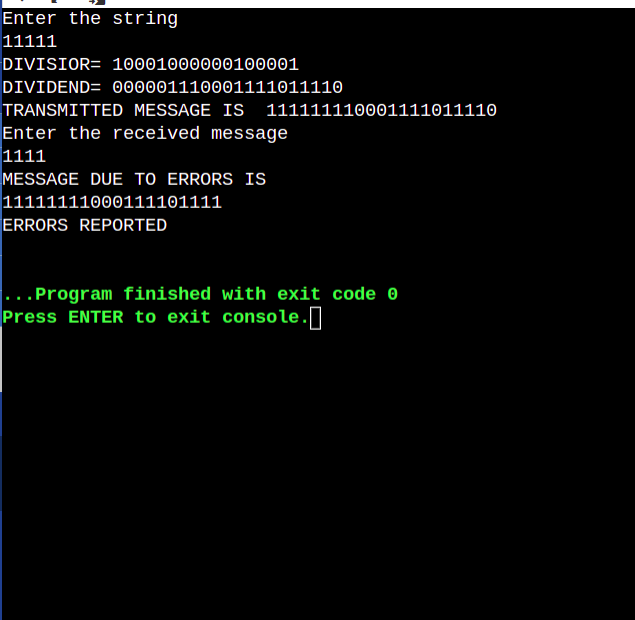 Enter the string
11111
DIVISIOR= 10001000000100001
DIVIDEND= 000001110001111011110
TRANSMITTED MESSAGE IS  111111110001111011110
Enter the received message
1111
MESSAGE DUE TO ERRORS IS
11111111000111101111
ERRORS REPORTED
...Program finished with exit code 0
Press ENTER to exit console.